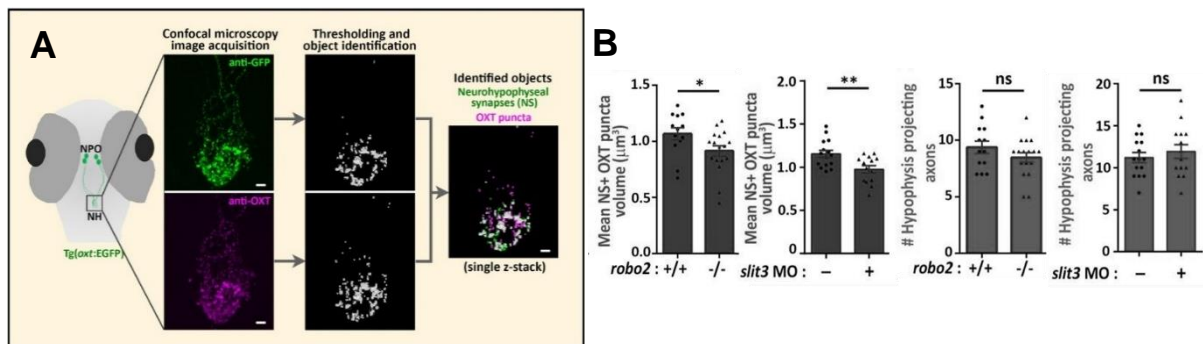 A
Confocal microscopy
image acquisition
Thresholding and
object identification
anti-GFP
anti-OXT
NPO
NH
Tg(oxt:EGFP)
Identified objects
Neurohypophyseal
synapses (NS)
OXT puncta
(single z-stack)
B
Mean NS+ OXT puncta
volume (μm³)
1.5
1.0
0.5
0.0
*
robo2 : +/+ -/-
Mean NS+ OXT puncta
volume (μm³)
2.0
1.5
1.0
0.5
0
**
slit3 MO : – +
# Hypophysis projecting
axons
15
10
5
0
ns
robo2 : +/+ -/-
# Hypophysis projecting
axons
20
15
10
5
0
ns
slit3 MO : – +